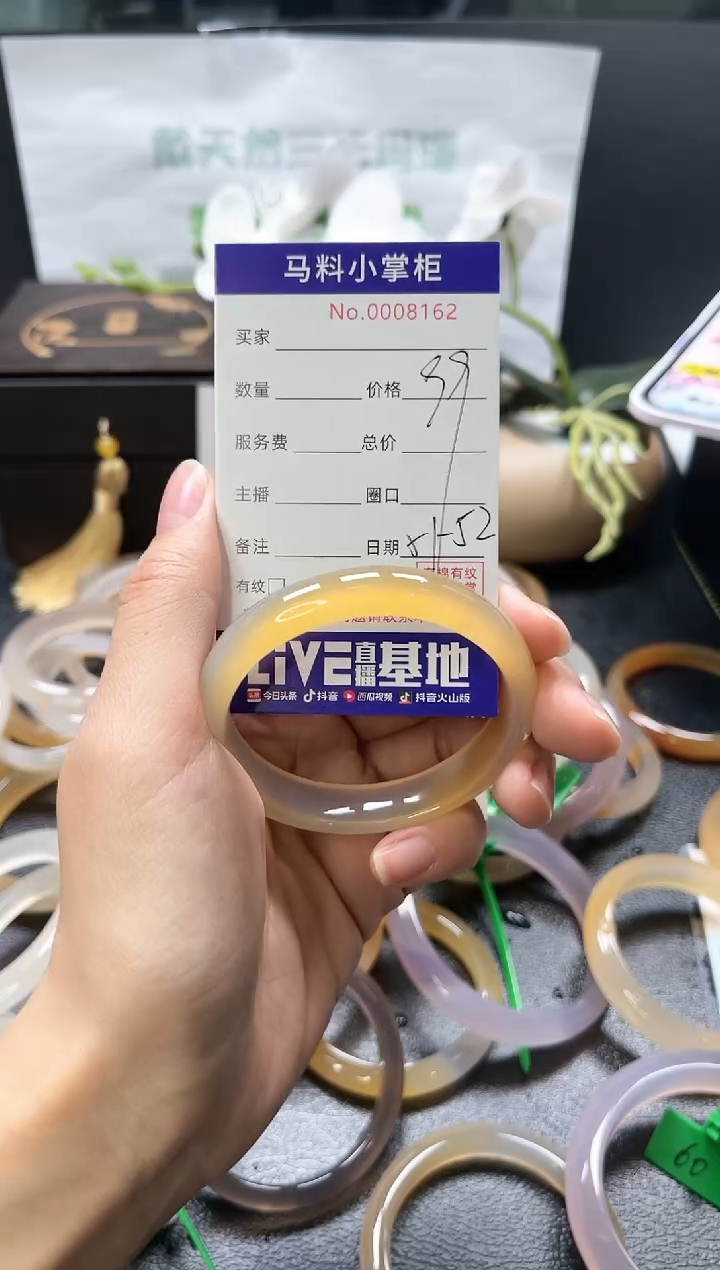 马料小掌柜
No.0008162
买家
数量 价格 99
服务费 总价
主播 圈口
备注 日期 51-52
有纹
LIVE直播基地
今日头条 抖音 西瓜视频 抖音火山版
60